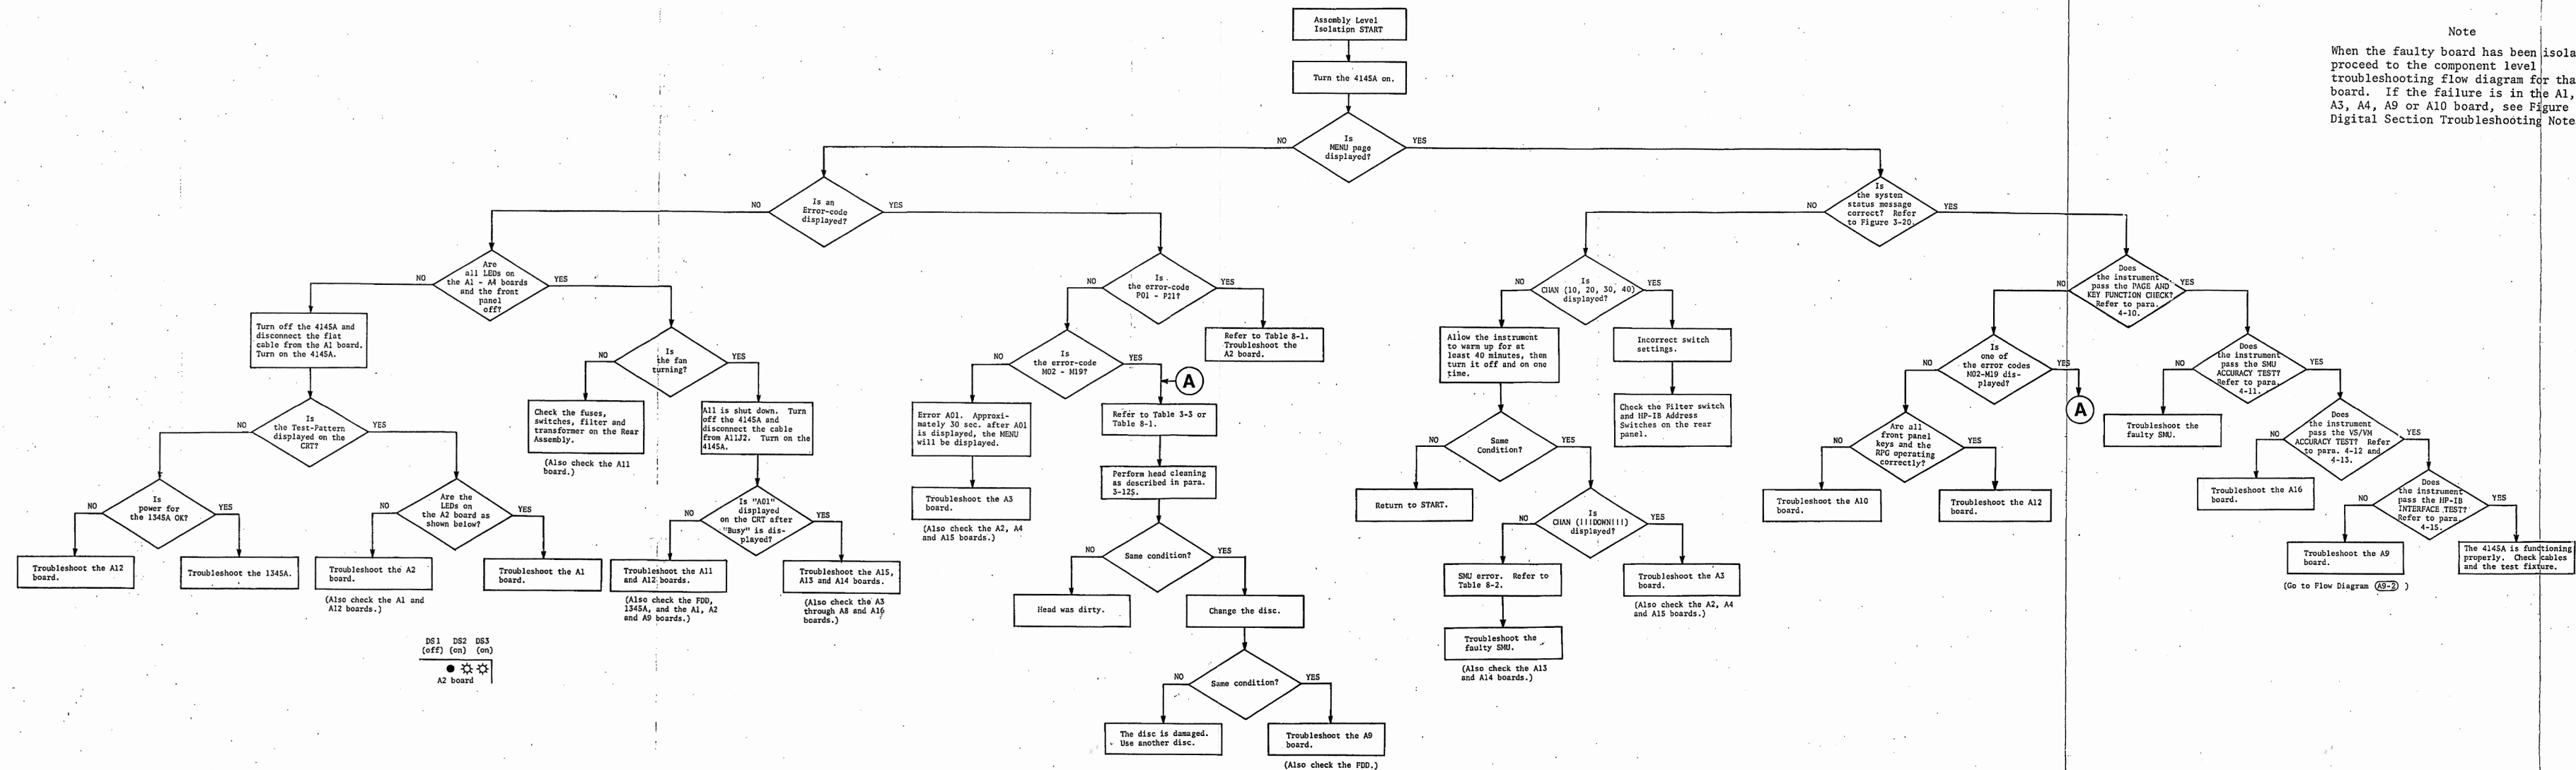 Assembly Level
Isolation START
Turn the 4145A on.
Is
MENU page
displayed?
NO
YES
Note
When the faulty board has been isola
proceed to the component level
troubleshooting flow diagram for tha
board. If the failure is in the A1,
A3, A4, A9 or A10 board, see Figure
Digital Section Troubleshooting Note
Is an
Error-code
displayed?
NO
YES
Is
the system
status message
correct? Refer
to Figure 3-20.
NO
YES
Are
all LEDs on
the A1 - A4 boards
and the front
panel
off?
NO
YES
Is
the error-code
P01 - P21?
NO
YES
Is
CHAN (10, 20, 30, 40)
displayed?
NO
YES
Does
the instrument
pass the PAGE AND
KEY FUNCTION CHECK?
Refer to para.
4-10.
NO
YES
Turn off the 4145A and
disconnect the flat
cable from the A1 board.
Turn on the 4145A.
Is
the fan
turning?
NO
YES
Is
the error-code
M02 - M19?
NO
YES
Refer to Table 8-1.
Troubleshoot the
A2 board.
Allow the instrument
to warm up for at
least 40 minutes, then
turn it off and on one
time.
Incorrect switch
settings.
Is
one of
the error codes
M02-M19 dis-
played?
NO
YES
Does
the instrument
pass the SMU
ACCURACY TEST?
Refer to para.
4-11.
NO
YES
A
Is
the Test-Pattern
displayed on the
CRT?
NO
YES
Check the fuses,
switches, filter and
transformer on the Rear
Assembly.
(Also check the A11
board.)
A11 is shut down. Turn
off the 4145A and
disconnect the cable
from A11J2. Turn on the
4145A.
Error A01. Approxi-
mately 30 sec. after A01
is displayed, the MENU
will be displayed.
Refer to Table 3-3 or
Table 8-1.
Same
Condition?
NO
YES
Check the Filter switch
and HP-IB Address
Switches on the rear
panel.
Are all
front panel
keys and the
RPG operating
correctly?
NO
YES
A
Troubleshoot the
faulty SMU.
Does
the instrument
pass the VS/VM
ACCURACY TEST? Refer
to para. 4-12 and
4-13.
NO
YES
Is
power for
the 1345A OK?
NO
YES
Are the
LEDs on
the A2 board as
shown below?
NO
YES
Is "A01"
displayed
on the CRT after
"Busy" is dis-
played?
NO
YES
Troubleshoot the A3
board.
(Also check the A2, A4
and A15 boards.)
Perform head cleaning
as described in para.
3-125.
Return to START.
Is
CHAN (!!!DOWN!!!)
displayed?
NO
YES
Troubleshoot the A10
board.
Troubleshoot the A12
board.
Troubleshoot the A16
board.
Does
the instrument
pass the HP-IB
INTERFACE TEST?
Refer to para.
4-15.
NO
YES
Troubleshoot the A12
board.
Troubleshoot the 1345A.
Troubleshoot the A2
board.
(Also check the A1 and
A12 boards.)
Troubleshoot the A1
board.
Troubleshoot the A11
and A12 boards.
(Also check the FDD,
1345A, and the A1, A2
and A9 boards.)
Troubleshoot the A15,
A13 and A14 boards.
(Also check the A3
through A8 and A16
boards.)
Same condition?
NO
YES
SMU error. Refer to
Table 8-2.
Troubleshoot the A3
board.
(Also check the A2, A4
and A15 boards.)
Troubleshoot the A9
board.
(Go to Flow Diagram A9-2 )
The 4145A is functioning
properly. Check cables
and the test fixture.
Head was dirty.
Change the disc.
Troubleshoot the
faulty SMU.
(Also check the A13
and A14 boards.)
DS1 DS2 DS3
(off) (on) (on)
A2 board
Same condition?
NO
YES
The disc is damaged.
Use another disc.
Troubleshoot the A9
board.
(Also check the FDD.)